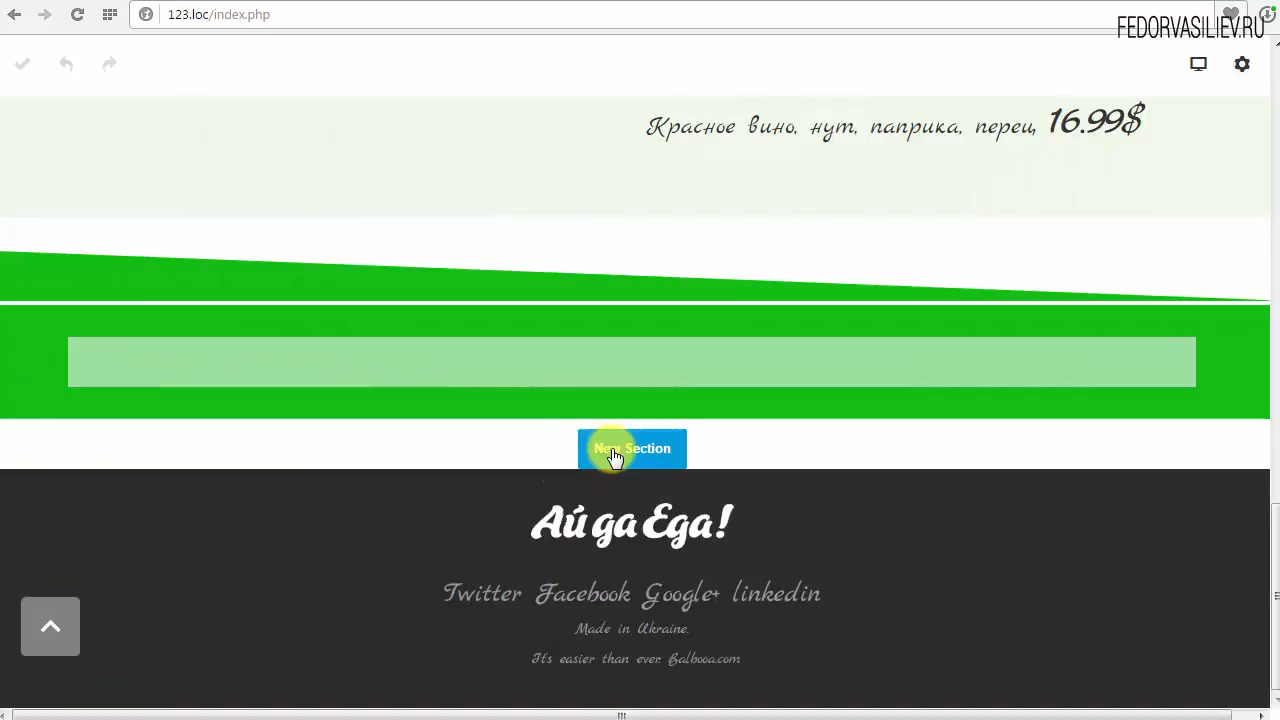 123.loc/index.php
FEDORVASILIEV.RU
Красное вино, нут, паприка, перец, 16.99$
New Section
Ай да Еда!
Twitter Facebook Google+ linkedin
Made in Ukraine.
It's easier than ever. Balbooa.com